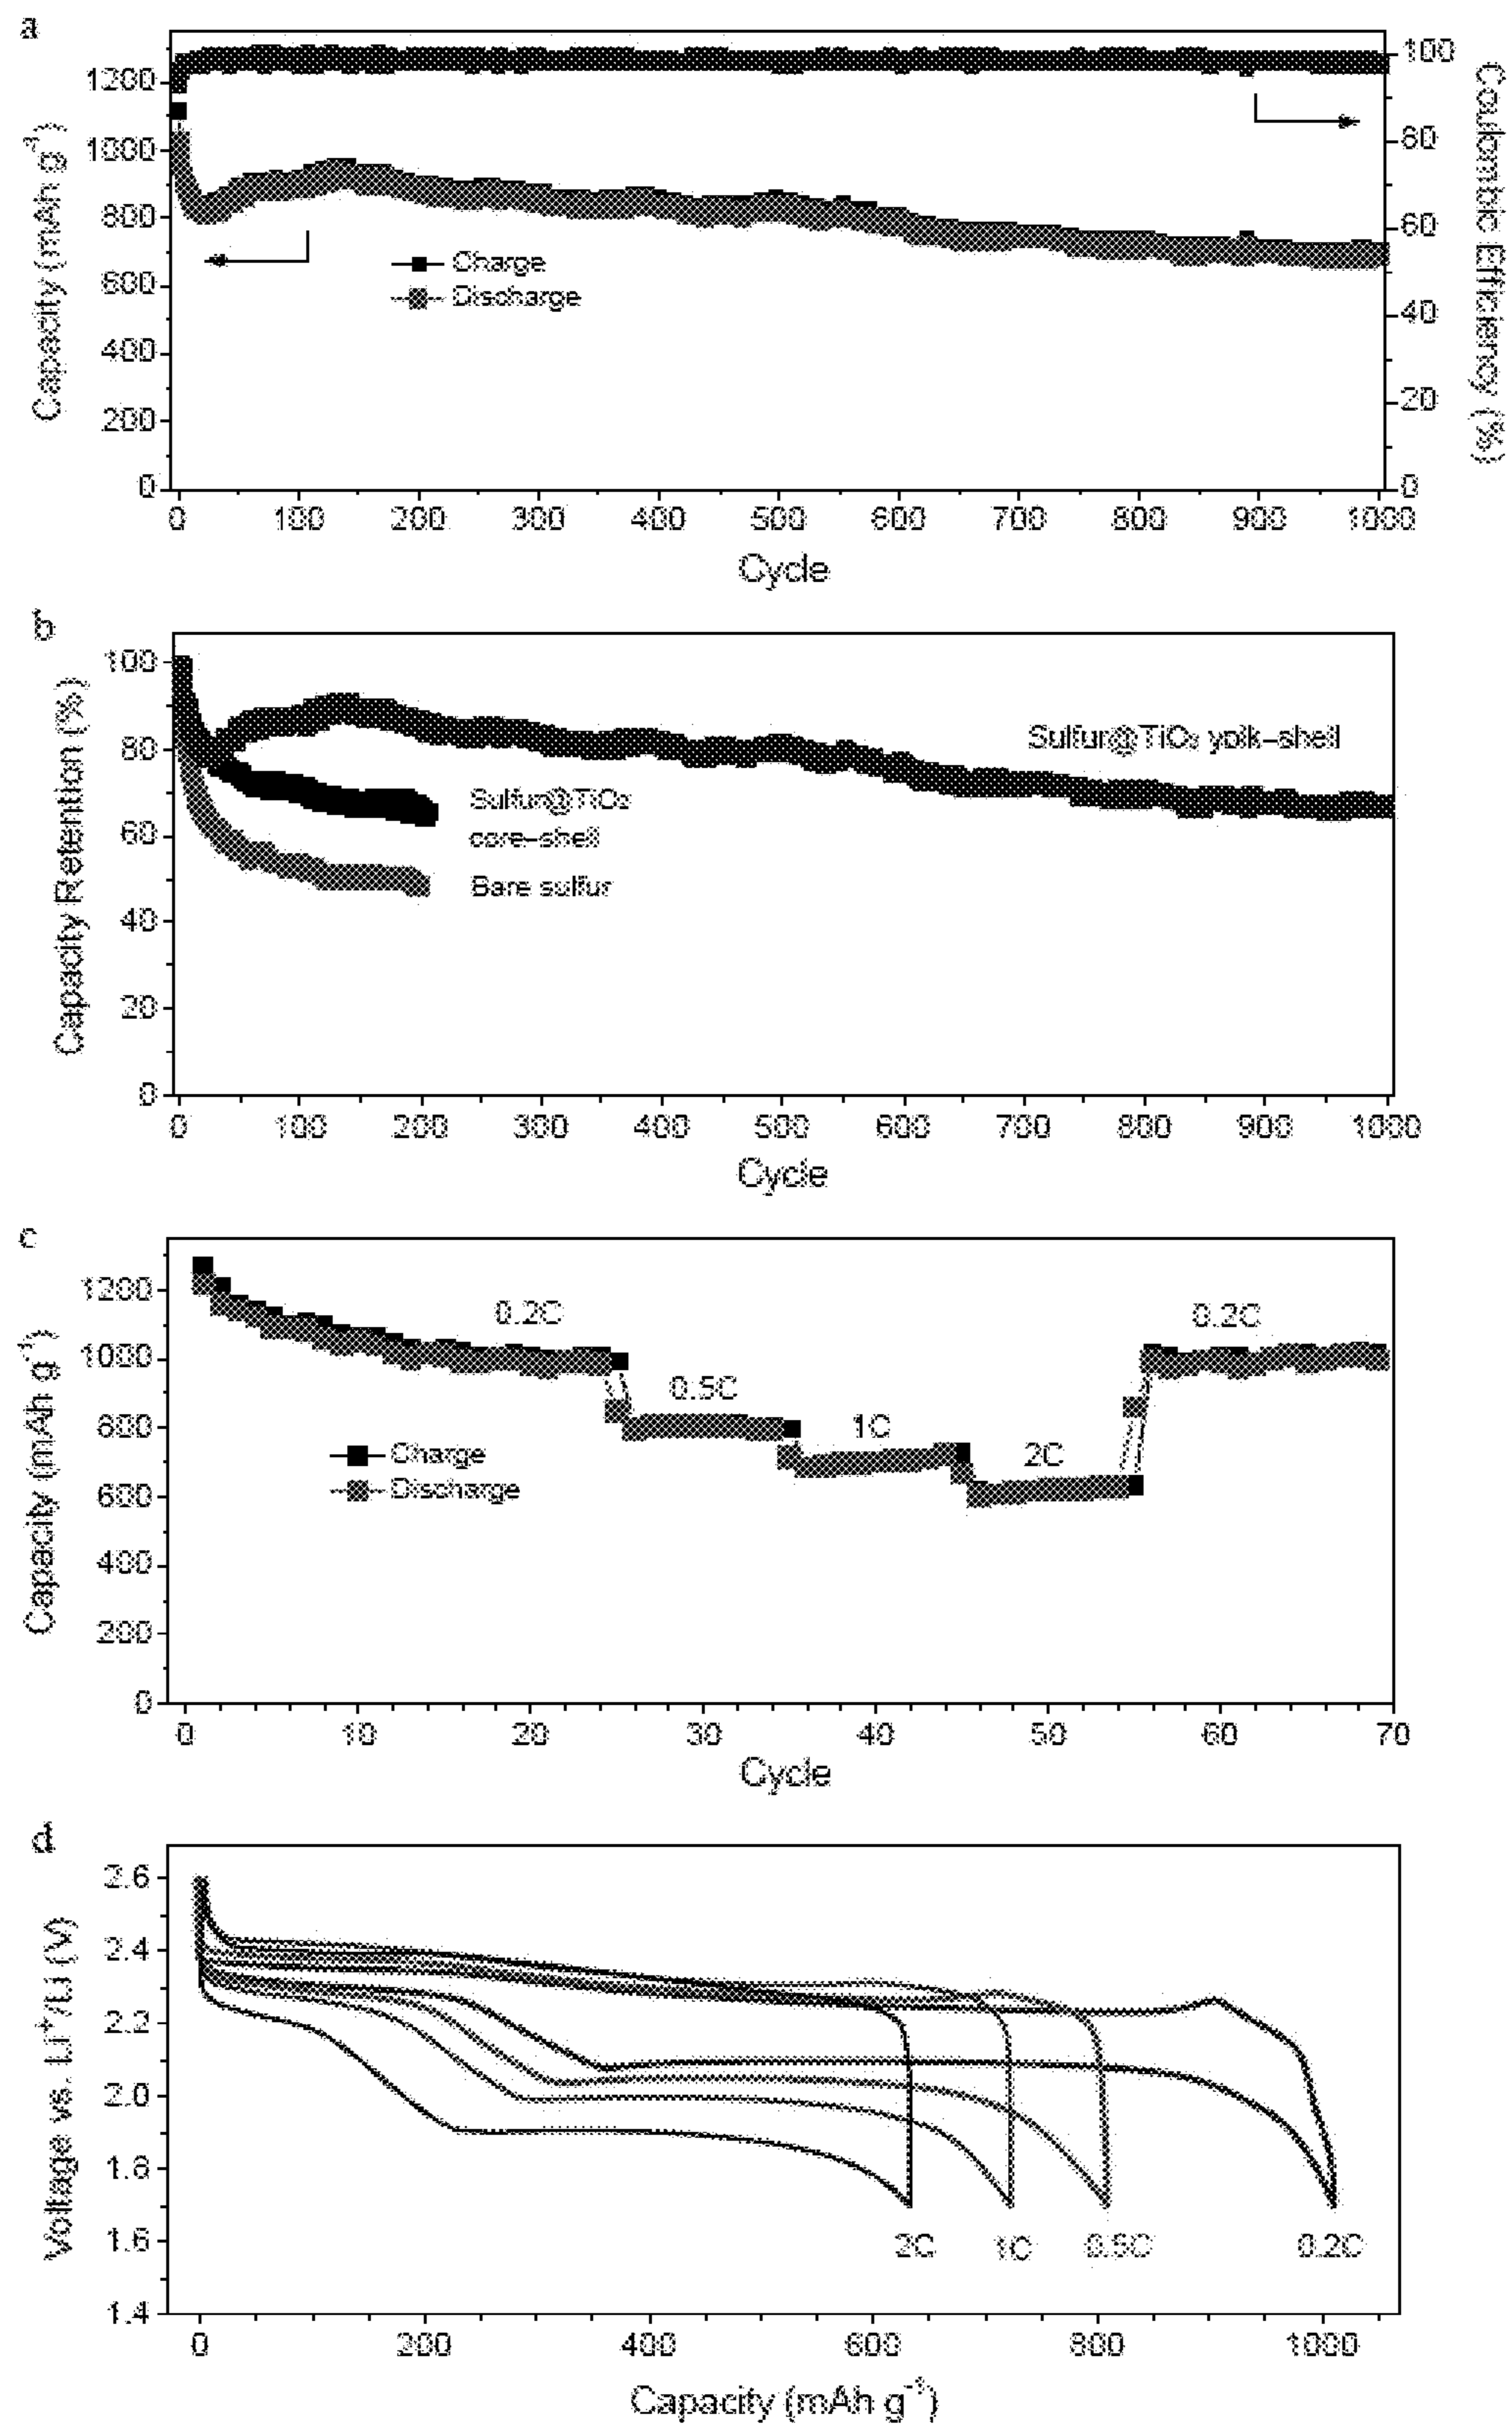 a
1200
1000
800
600
400
200
0
Capacity (mAh g⁻¹)
100
80
60
40
20
0
Coulombic Efficiency (%)
Charge
Discharge
0 100 200 300 400 500 600 700 800 900 1000
Cycle
b
100
80
60
40
20
0
Capacity Retention (%)
Sulfur@TiO₂ yolk–shell
Sulfur@TiO₂
core–shell
Bare sulfur
0 100 200 300 400 500 600 700 800 900 1000
Cycle
c
1200
1000
800
600
400
200
0
Capacity (mAh g⁻¹)
0.2C
0.5C
1C
2C
0.2C
Charge
Discharge
0 10 20 30 40 50 60 70
Cycle
d
2.6
2.4
2.2
2.0
1.8
1.6
1.4
Voltage vs. Li⁺/Li (V)
2C 1C 0.5C 0.2C
0 200 400 600 800 1000
Capacity (mAh g⁻¹)